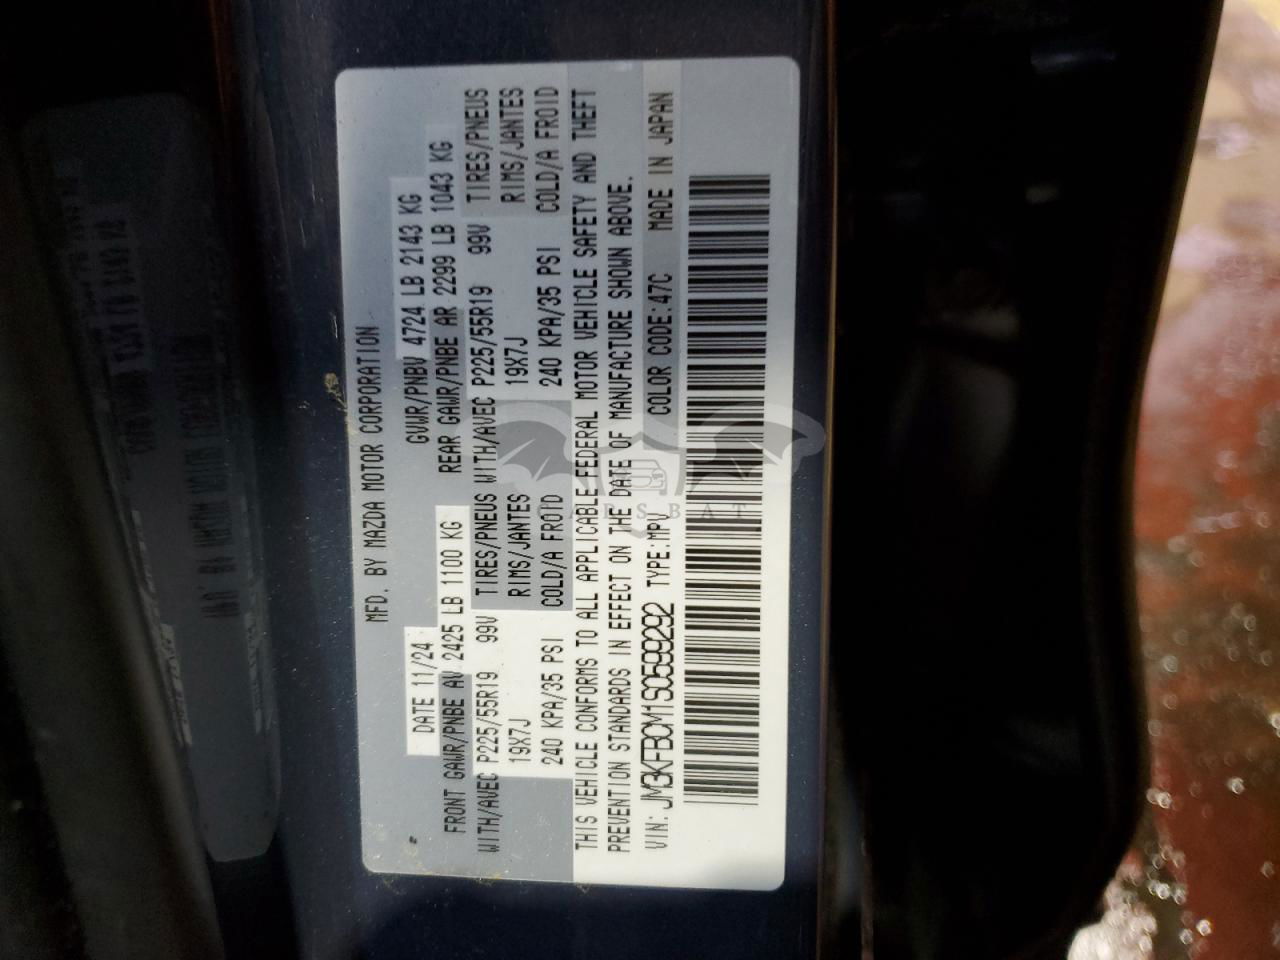 MFD. BY MAZDA MOTOR CORPORATION
DATE 11/24 GVWR/PNBV 4724 LB 2143 KG
FRONT GAWR/PNBE AV 2425 LB 1100 KG REAR GAWR/PNBE AR 2299 LB 1043 KG
WITH/AVEC P225/55R19 99V TIRES/PNEUS WITH/AVEC P225/55R19 99V TIRES/PNEUS
19X7J RIMS/JANTES 19X7J RIMS/JANTES
240 KPA/35 PSI COLD/A FROID 240 KPA/35 PSI COLD/A FROID
THIS VEHICLE CONFORMS TO ALL APPLICABLE FEDERAL MOTOR VEHICLE SAFETY AND THEFT
PREVENTION STANDARDS IN EFFECT ON THE DATE OF MANUFACTURE SHOWN ABOVE.
VIN: JM3KFBCM1S0599292 TYPE:MPV COLOR CODE:47C MADE IN JAPAN
CARSBAT